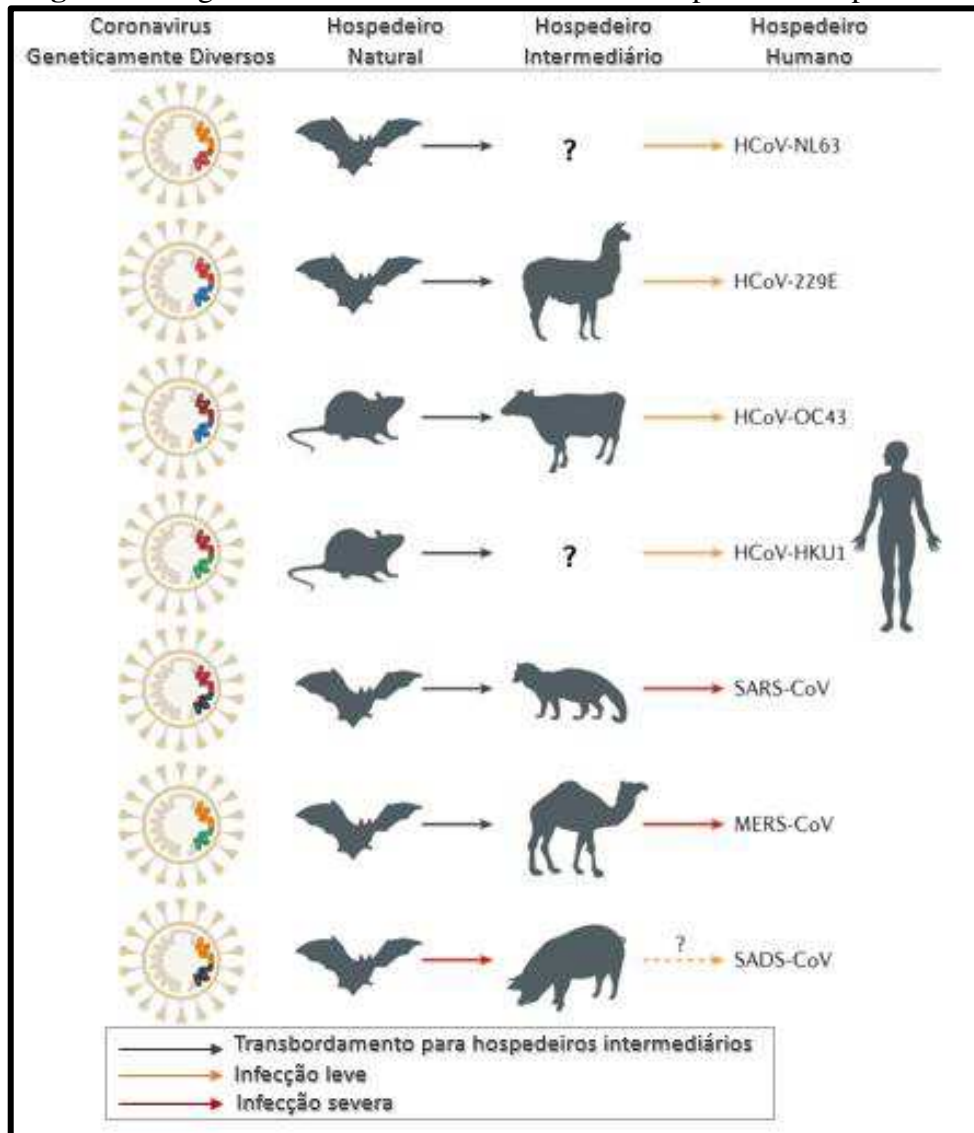 Coronavirus
Geneticamente Diversos
Hospedeiro
Natural
Hospedeiro
Intermediário
Hospedeiro
Humano
?
HCoV-NL63
HCoV-229E
HCoV-OC43
?
HCoV-HKU1
SARS-CoV
MERS-CoV
?
SADS-CoV
Transbordamento para hospedeiros intermediários
Infecção leve
Infecção severa